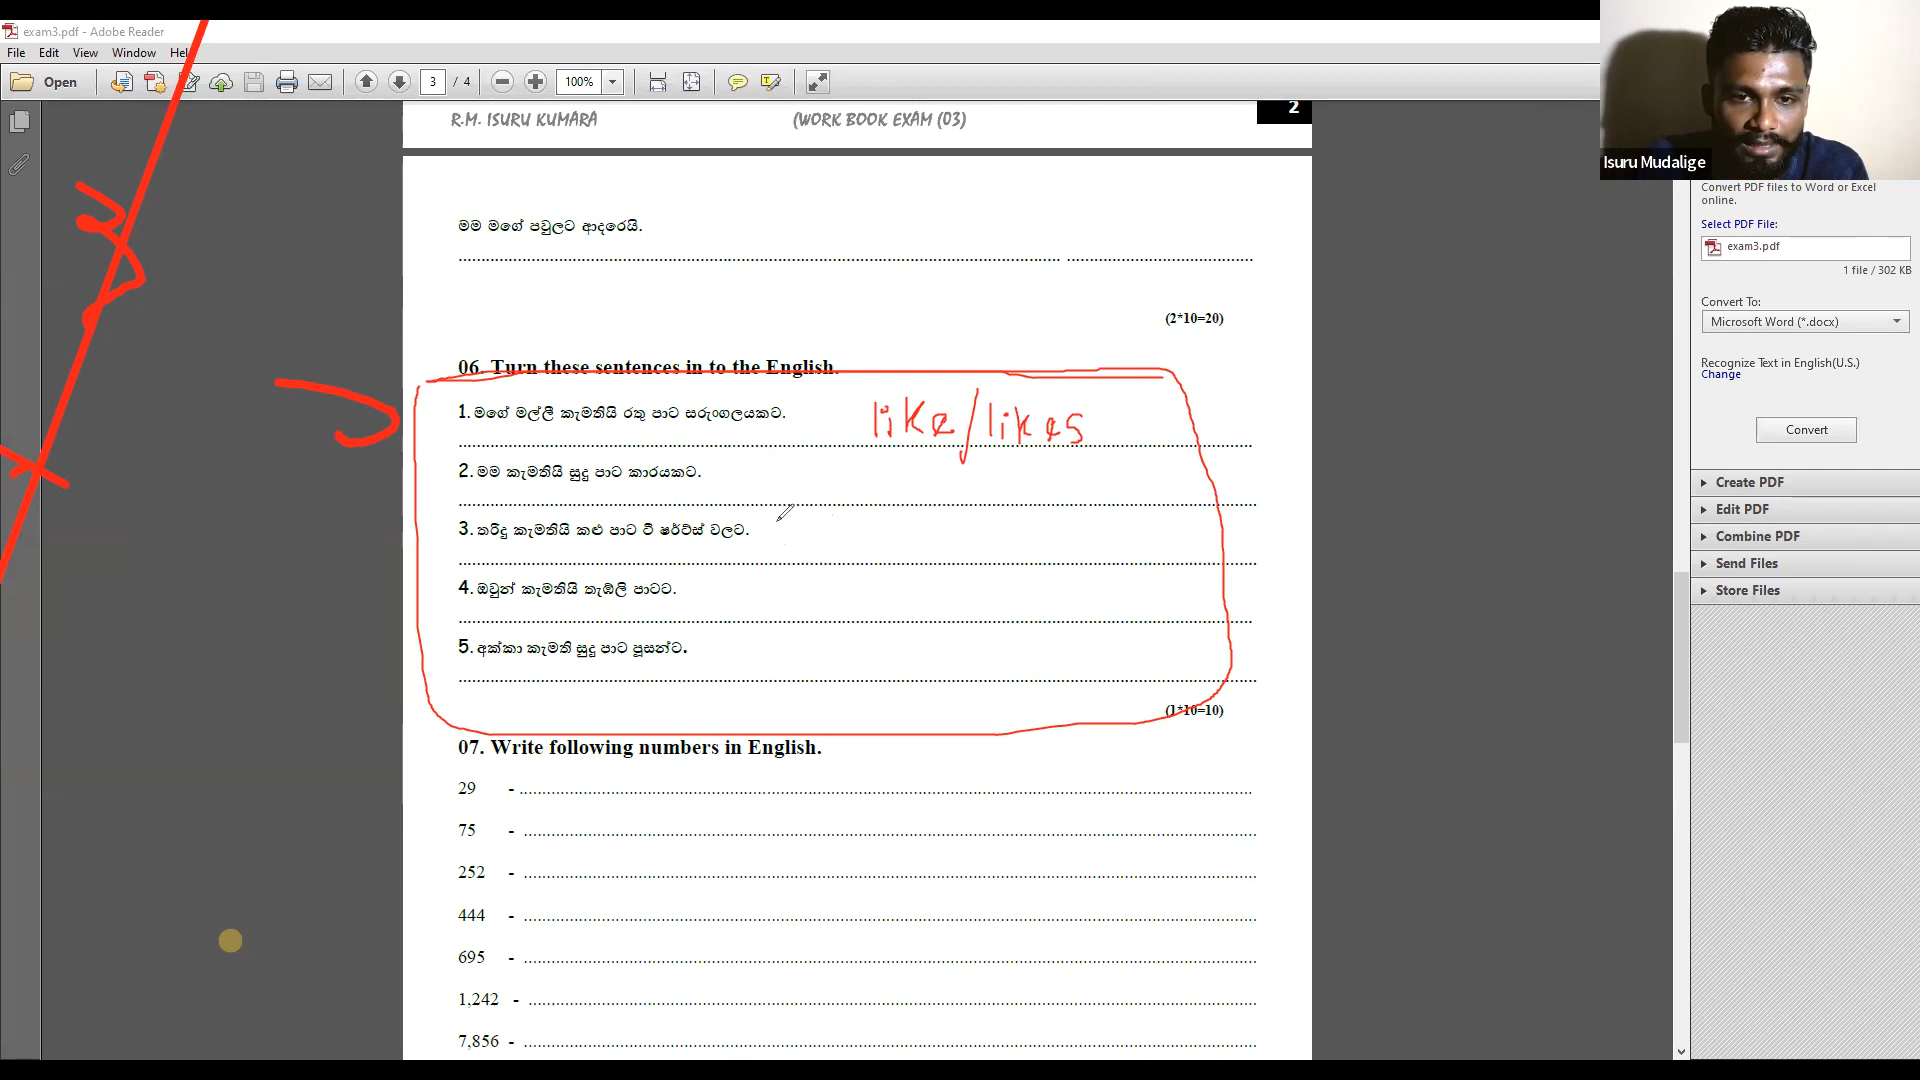 exam3.pdf - Adobe Reader
File Edit View Window
Open 3 / 4 100%
R.M. ISURU KUMARA (WORK BOOK EXAM (03) 2
Isuru Mudalige
Convert PDF files to Word or Excel
online.
Select PDF File:
exam3.pdf
1 file / 302 KB
Convert To:
Microsoft Word (*.docx)
Recognize Text in English(U.S.)
Change
Convert
Create PDF
Edit PDF
Combine PDF
Send Files
Store Files
මම මගේ පවුලට ආදරෙයි.
(2*10=20)
06. Turn these sentences in to the English.
1. මගේ මල්ලී කැමතියි රතු පාට සරුංගලයකට.
like/likes
2. මම කැමතියි සුදු පාට කාරයකට.
3. තරිදු කැමතියි කළු පාට ටී ෂර්ට්ස් වලට.
4. ඔවුන් කැමතියි තැඹිලි පාටට.
5. අක්කා කැමති සුදු පාට පූසන්ට.
(1*10=10)
07. Write following numbers in English.
29 -
75 -
252 -
444 -
695 -
1,242 -
7,856 -